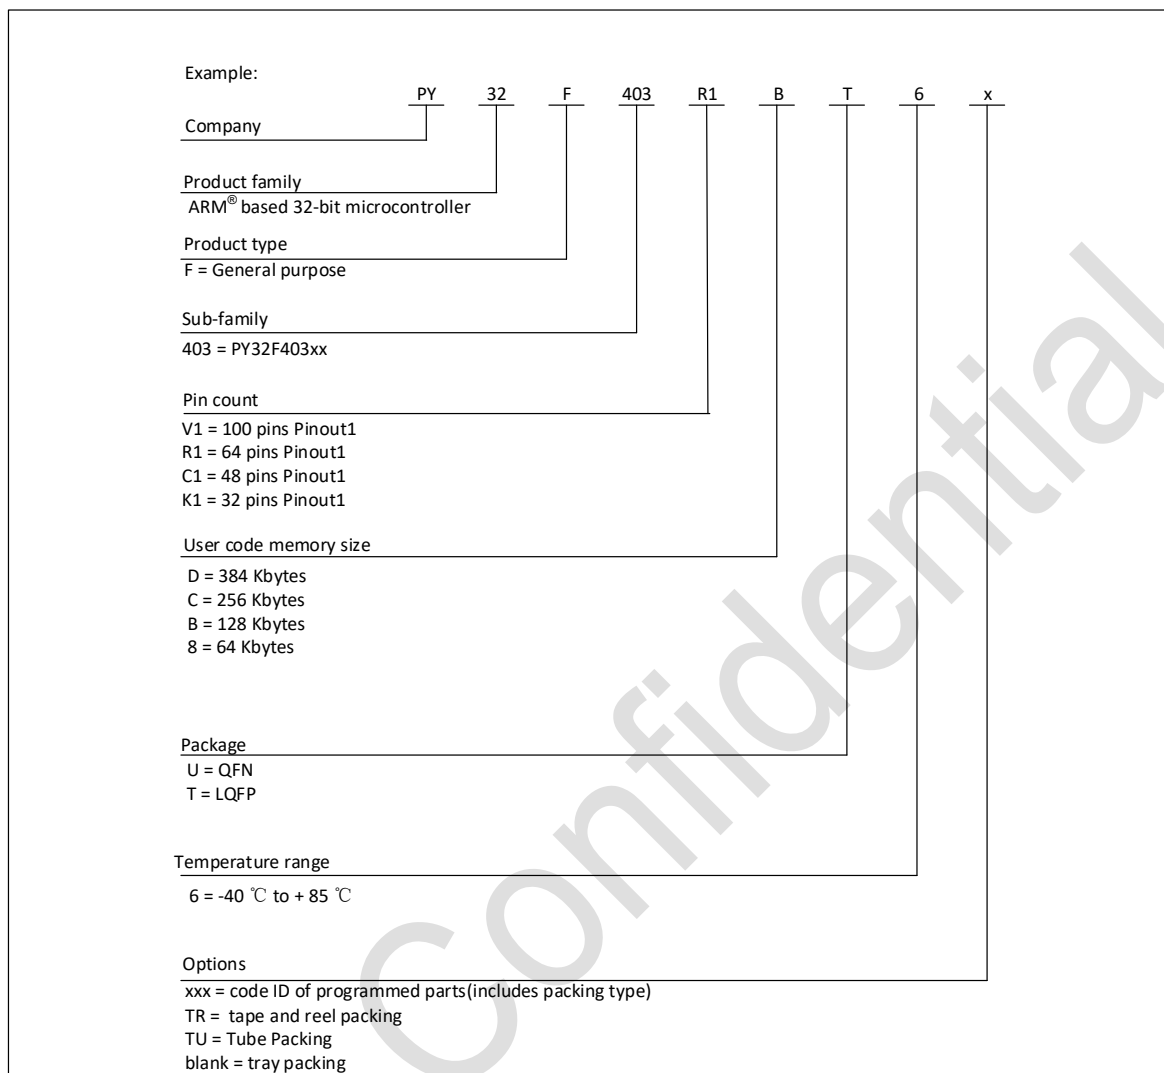 Example:
PY 32 F 403 R1 B T 6 x
Company
Product family
ARM® based 32-bit microcontroller
Product type
F = General purpose
Sub-family
403 = PY32F403xx
Pin count
V1 = 100 pins Pinout1
R1 = 64 pins Pinout1
C1 = 48 pins Pinout1
K1 = 32 pins Pinout1
User code memory size
D = 384 Kbytes
C = 256 Kbytes
B = 128 Kbytes
8 = 64 Kbytes
Package
U = QFN
T = LQFP
Temperature range
6 = -40 ℃ to + 85 ℃
Options
xxx = code ID of programmed parts(includes packing type)
TR = tape and reel packing
TU = Tube Packing
blank = tray packing
Confidential